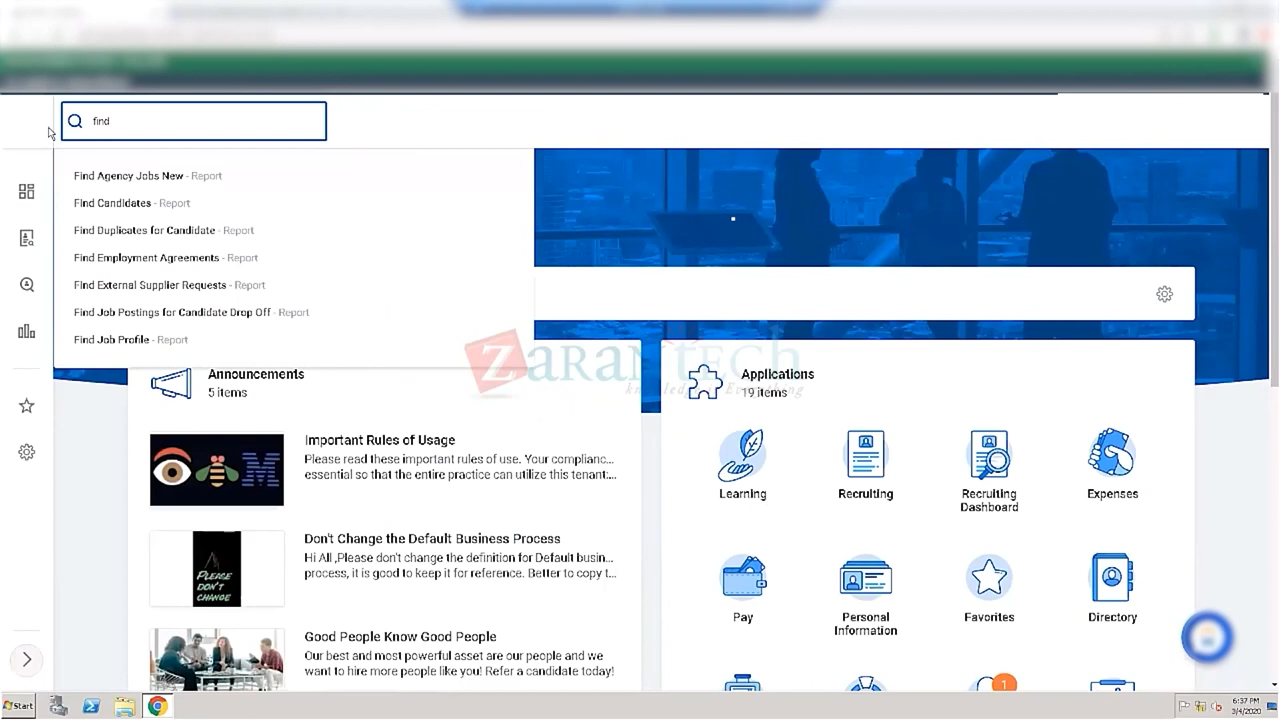 find
Find Agency Jobs New - Report
Find Candidates - Report
Find Duplicates for Candidate - Report
Find Employment Agreements - Report
Find External Supplier Requests - Report
Find Job Postings for Candidate Drop Off - Report
Find Job Profile - Report
ZaranTech
Announcements
5 items
Important Rules of Usage
Please read these important rules of use. Your complianc...
essential so that the entire practice can utilize this tenant:...
Don't Change the Default Business Process
Hi All ,Please don't change the definition for Default busin...
process, it is good to keep it for reference. Better to copy t...
PLEASE
DON'T
CHANGE
Good People Know Good People
Our best and most powerful asset are our people and we
want to hire more people like you! Refer a candidate today!
Applications
19 items
Learning
Recruiting
Recruiting
Dashboard
Expenses
Pay
Personal
Information
Favorites
Directory
1
Start
6:37 PM
3/4/2020